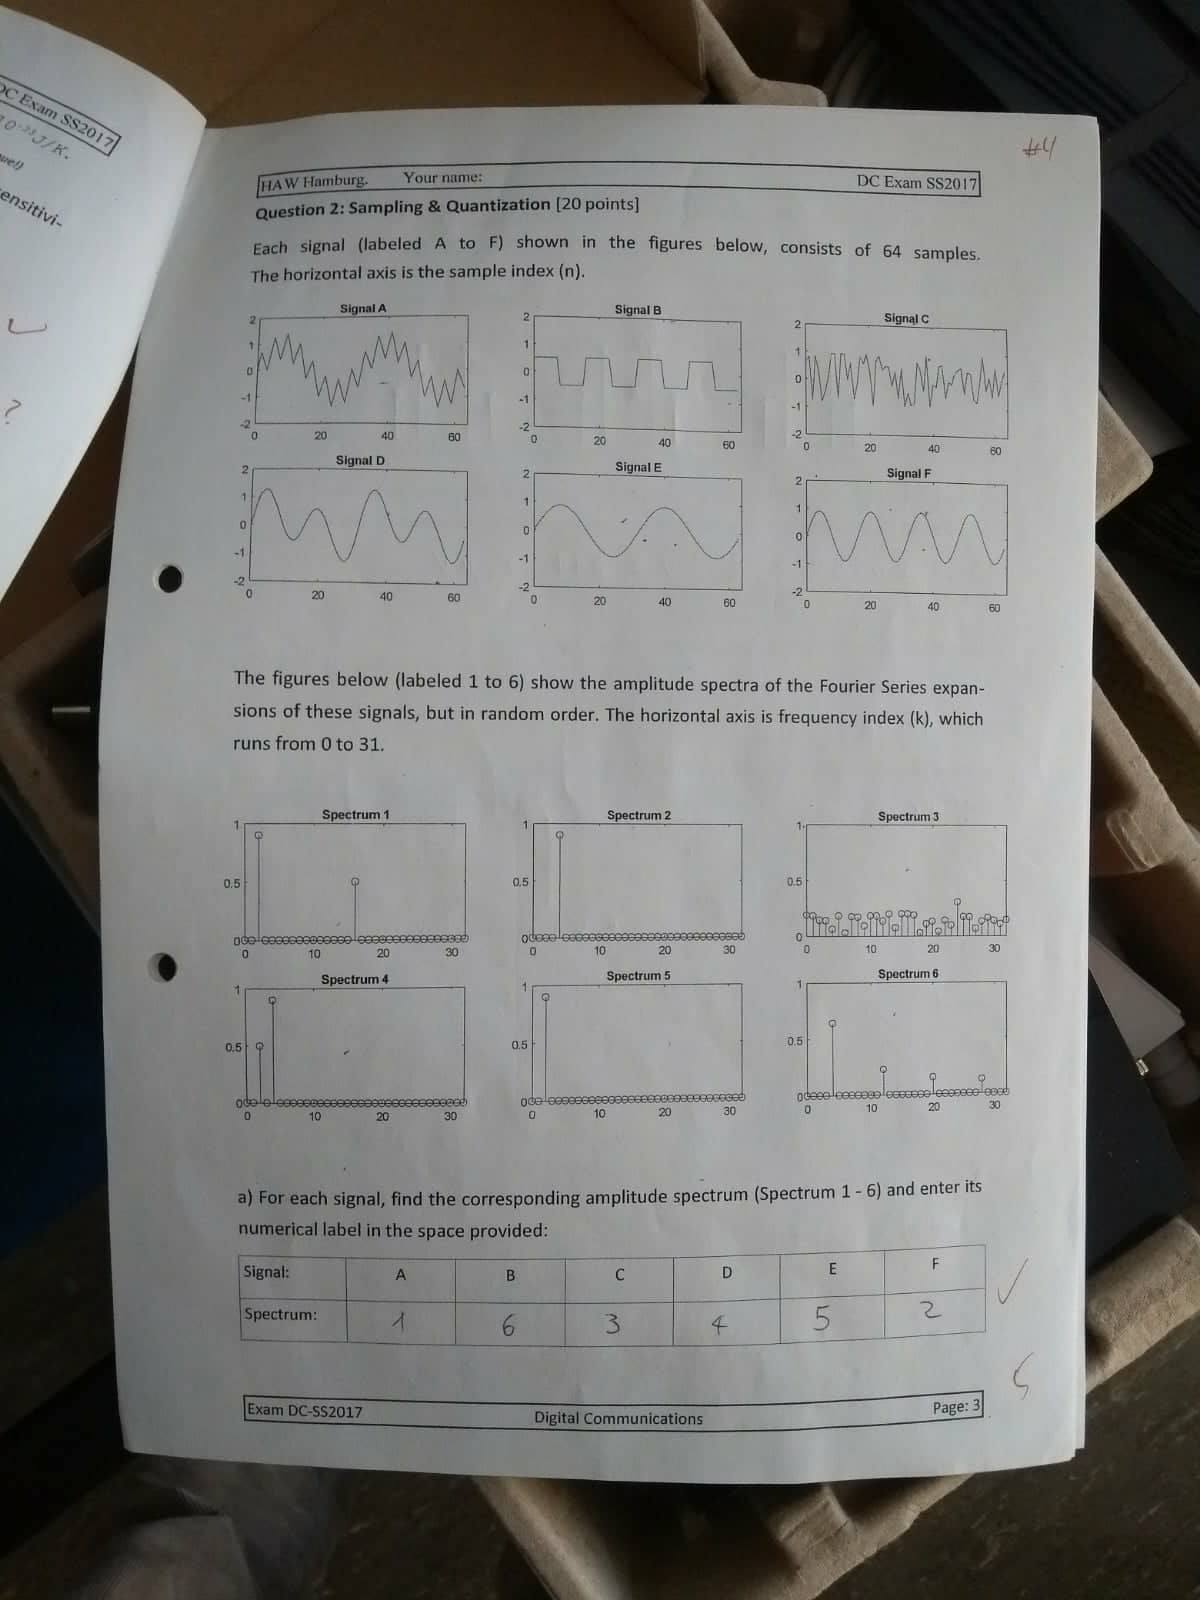 DC Exam SS2017
J/K.
ensitivi-
?
#4
HAW Hamburg. Your name: DC Exam SS2017
Question 2: Sampling & Quantization [20 points]
Each signal (labeled A to F) shown in the figures below, consists of 64 samples.
The horizontal axis is the sample index (n).
Signal A Signal B Signal C
2 1 0 -1 -2 2 1 0 -1 -2 2 1 0 -1 -2
0 20 40 60 0 20 40 60 0 20 40 60
Signal D Signal E Signal F
2 1 0 -1 -2 2 1 0 -1 -2 2 1 0 -1 -2
0 20 40 60 0 20 40 60 0 20 40 60
The figures below (labeled 1 to 6) show the amplitude spectra of the Fourier Series expan-
sions of these signals, but in random order. The horizontal axis is frequency index (k), which
runs from 0 to 31.
Spectrum 1 Spectrum 2 Spectrum 3
1 0.5 0 1 0.5 0 1 0.5 0
0 10 20 30 0 10 20 30 0 10 20 30
Spectrum 4 Spectrum 5 Spectrum 6
1 0.5 0 1 0.5 0 1 0.5 0
0 10 20 30 0 10 20 30 0 10 20 30
a) For each signal, find the corresponding amplitude spectrum (Spectrum 1 - 6) and enter its
numerical label in the space provided:
Signal: A B C D E F
Spectrum: 1 6 3 4 5 2
5
Exam DC-SS2017 Digital Communications Page: 3